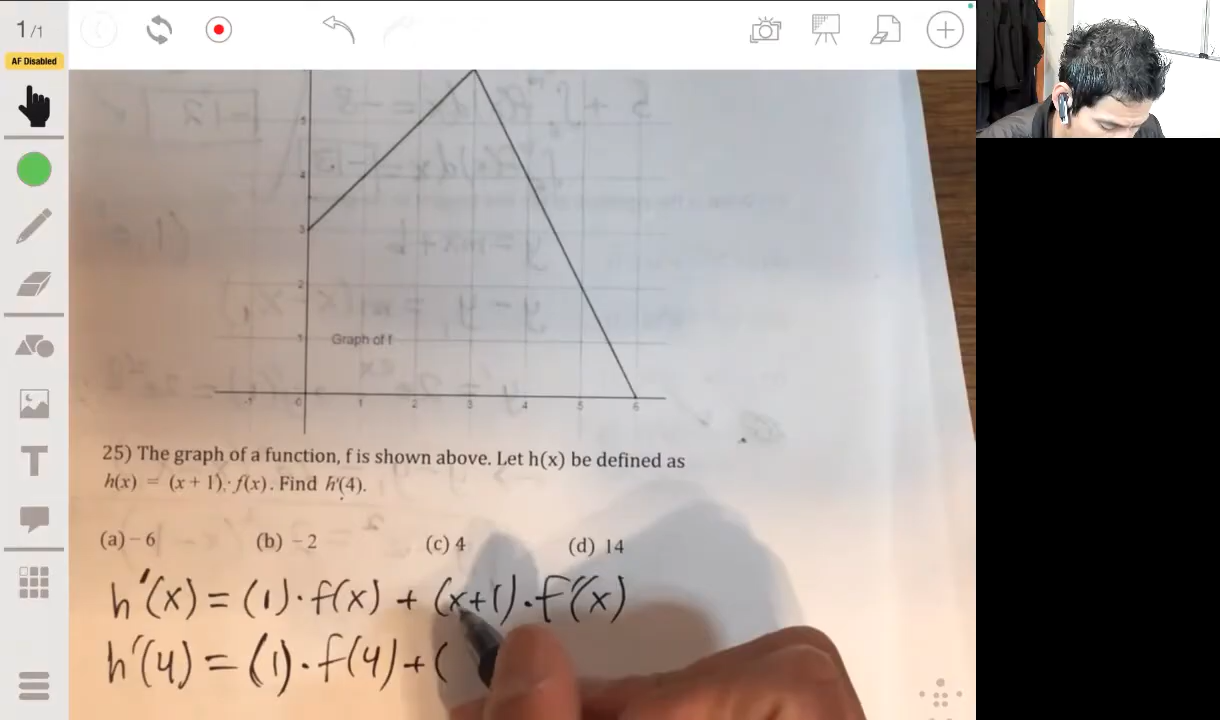 1/1
AF Disabled
5
4
3
2
1
Graph of f
-1 0 1 2 3 4 5 6
25) The graph of a function, f is shown above. Let h(x) be defined as
h(x) = (x + 1) · f(x). Find h'(4).
(a) – 6 (b) – 2 (c) 4 (d) 14
h'(x) = (1) · f(x) + (x+1) · f'(x)
h'(4) = (1) · f(4) + (
T